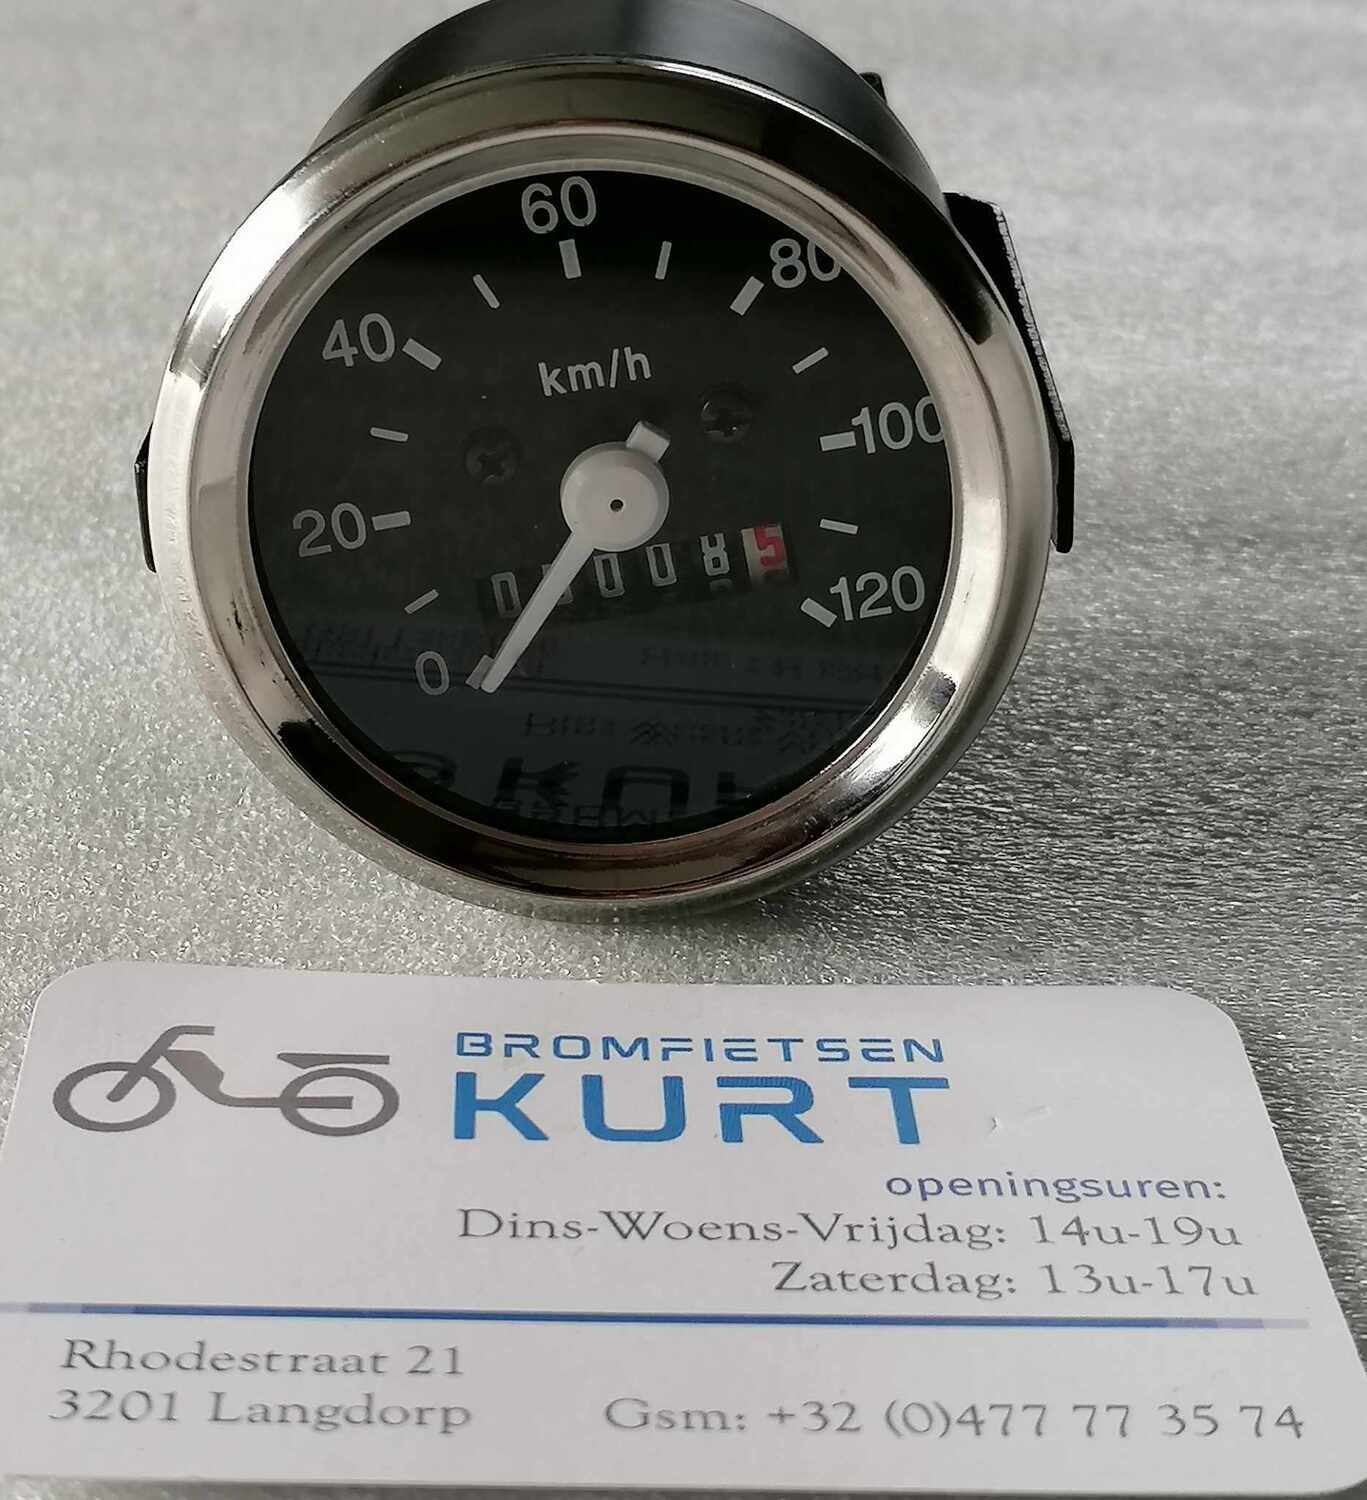 60
80
40
km/h
100
20
000085
120
0
BROMFIETSEN
KURT
openingsuren:
Dins-Woens-Vrijdag: 14u-19u
Zaterdag: 13u-17u
Rhodestraat 21
3201 Langdorp
Gsm: +32 (0)477 77 35 74